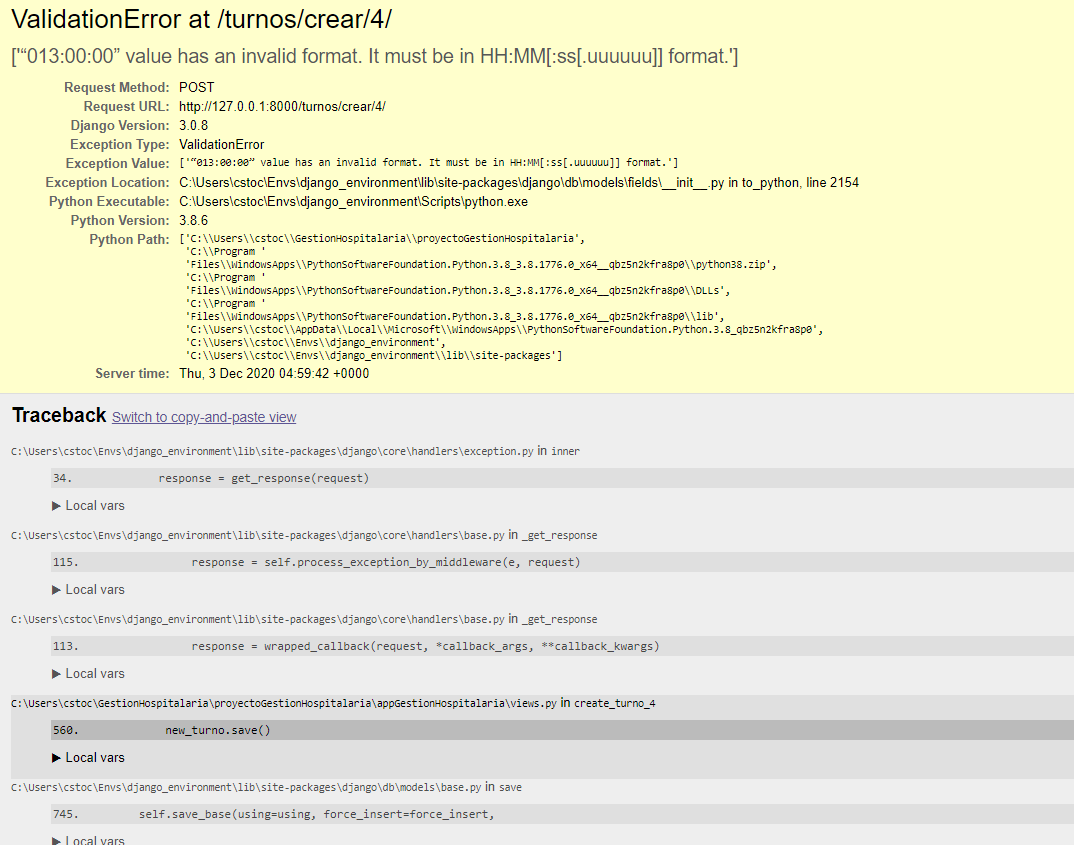 ValidationError at /turnos/crear/4/
['“013:00:00” value has an invalid format. It must be in HH:MM[:ss[.uuuuuu]] format.']
Request Method: POST
Request URL: http://127.0.0.1:8000/turnos/crear/4/
Django Version: 3.0.8
Exception Type: ValidationError
Exception Value: ['“013:00:00” value has an invalid format. It must be in HH:MM[:ss[.uuuuuu]] format.']
Exception Location: C:\Users\cstoc\Envs\django_environment\lib\site-packages\django\db\models\fields\__init__.py in to_python, line 2154
Python Executable: C:\Users\cstoc\Envs\django_environment\Scripts\python.exe
Python Version: 3.8.6
Python Path: ['C:\\Users\\cstoc\\GestionHospitalaria\\proyectoGestionHospitalaria',
'C:\\Program '
'Files\\WindowsApps\\PythonSoftwareFoundation.Python.3.8_3.8.1776.0_x64__qbz5n2kfra8p0\\python38.zip',
'C:\\Program '
'Files\\WindowsApps\\PythonSoftwareFoundation.Python.3.8_3.8.1776.0_x64__qbz5n2kfra8p0\\DLLs',
'C:\\Program '
'Files\\WindowsApps\\PythonSoftwareFoundation.Python.3.8_3.8.1776.0_x64__qbz5n2kfra8p0\\lib',
'C:\\Users\\cstoc\\AppData\\Local\\Microsoft\\WindowsApps\\PythonSoftwareFoundation.Python.3.8_qbz5n2kfra8p0',
'C:\\Users\\cstoc\\Envs\\django_environment',
'C:\\Users\\cstoc\\Envs\\django_environment\\lib\\site-packages']
Server time: Thu, 3 Dec 2020 04:59:42 +0000
Traceback Switch to copy-and-paste view
C:\Users\cstoc\Envs\django_environment\lib\site-packages\django\core\handlers\exception.py in inner
34. response = get_response(request)
▶ Local vars
C:\Users\cstoc\Envs\django_environment\lib\site-packages\django\core\handlers\base.py in _get_response
115. response = self.process_exception_by_middleware(e, request)
▶ Local vars
C:\Users\cstoc\Envs\django_environment\lib\site-packages\django\core\handlers\base.py in _get_response
113. response = wrapped_callback(request, *callback_args, **callback_kwargs)
▶ Local vars
C:\Users\cstoc\GestionHospitalaria\proyectoGestionHospitalaria\appGestionHospitalaria\views.py in create_turno_4
560. new_turno.save()
▶ Local vars
C:\Users\cstoc\Envs\django_environment\lib\site-packages\django\db\models\base.py in save
745. self.save_base(using=using, force_insert=force_insert,
▶ Local vars